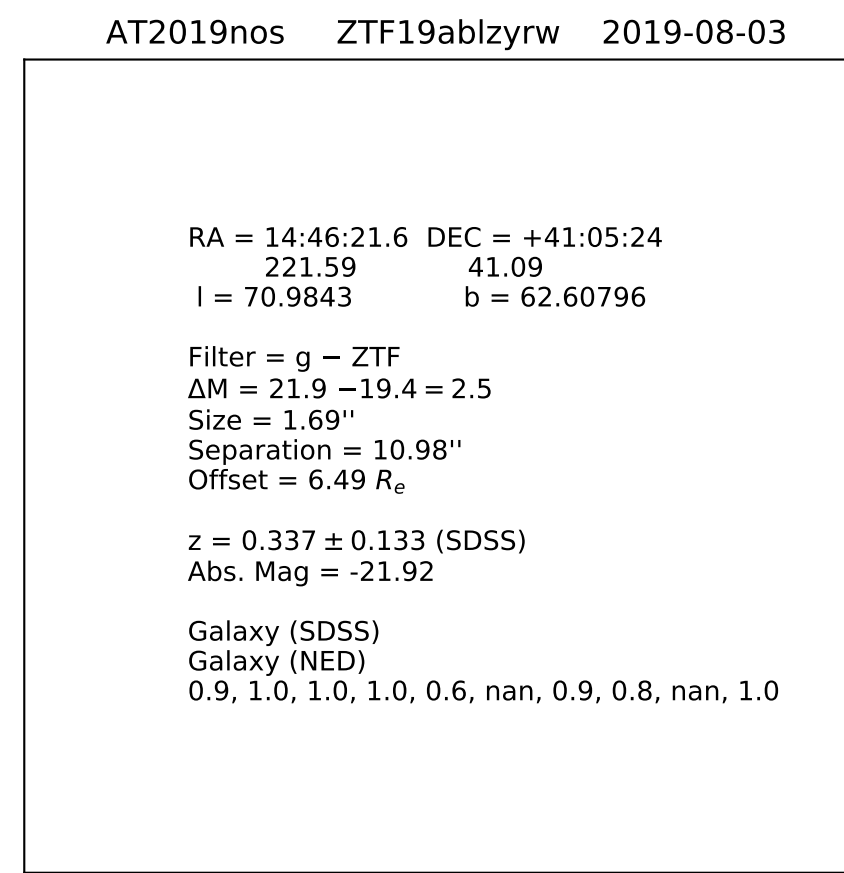 AT2019nos ZTF19ablzyrw 2019-08-03
RA = 14:46:21.6 DEC = +41:05:24
221.59 41.09
l = 70.9843 b = 62.60796
Filter = g − ZTF
ΔM = 21.9 −19.4 = 2.5
Size = 1.69''
Separation = 10.98''
Offset = 6.49 Re
z = 0.337 ± 0.133 (SDSS)
Abs. Mag = -21.92
Galaxy (SDSS)
Galaxy (NED)
0.9, 1.0, 1.0, 1.0, 0.6, nan, 0.9, 0.8, nan, 1.0